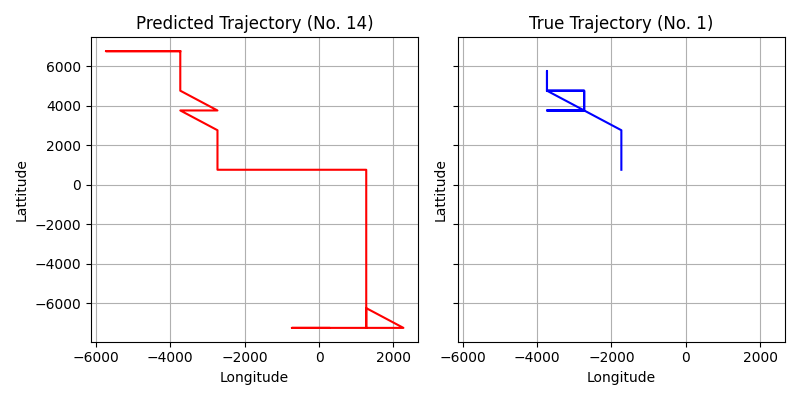 Predicted Trajectory (No. 14)
True Trajectory (No. 1)
6000
4000
2000
0
−2000
−4000
−6000
Lattitude
Lattitude
−6000 −4000 −2000 0 2000
−6000 −4000 −2000 0 2000
Longitude
Longitude